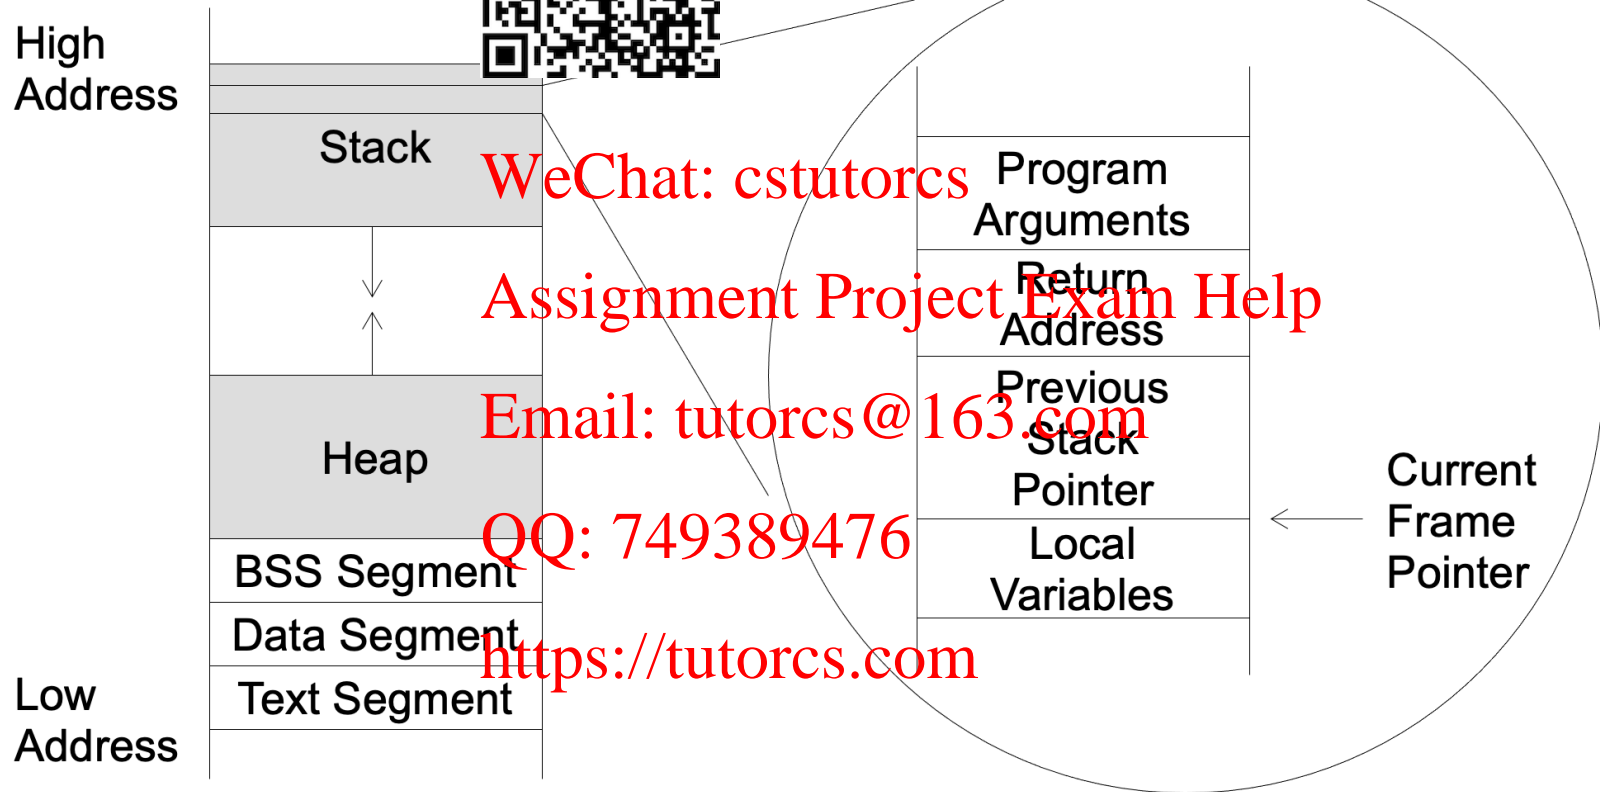 High
Address
Stack
Heap
BSS Segment
Data Segment
Text Segment
Low
Address
WeChat: cstutorcs
Assignment Project Exam Help
Email: tutorcs@163.com
QQ: 749389476
https://tutorcs.com
Program
Arguments
Return
Address
Previous
Stack
Pointer
Local
Variables
Current
Frame
Pointer